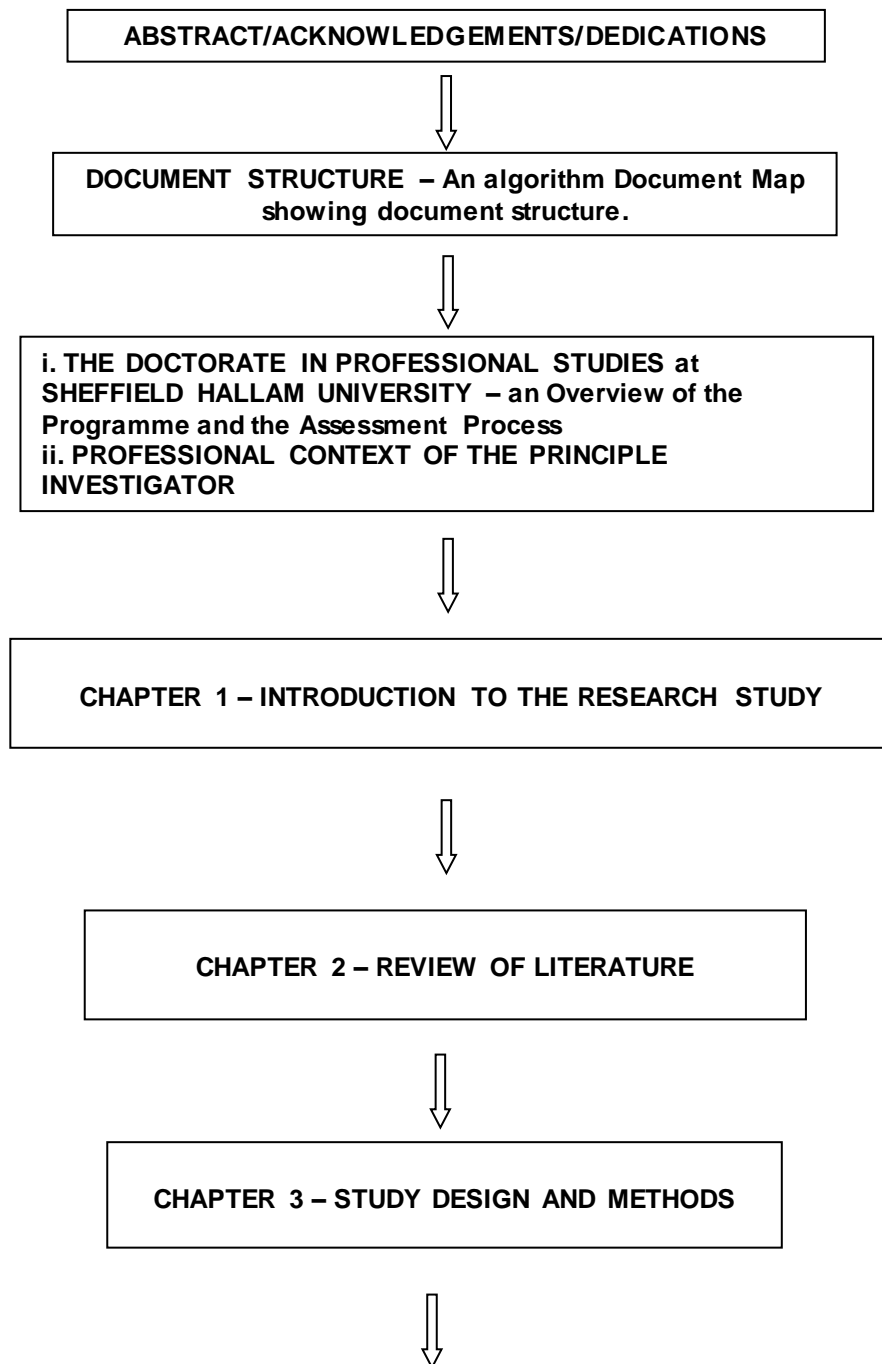 ABSTRACT/ACKNOWLEDGEMENTS/DEDICATIONS
DOCUMENT STRUCTURE – An algorithm Document Map
showing document structure.
i. THE DOCTORATE IN PROFESSIONAL STUDIES at
SHEFFIELD HALLAM UNIVERSITY – an Overview of the
Programme and the Assessment Process
ii. PROFESSIONAL CONTEXT OF THE PRINCIPLE
INVESTIGATOR
CHAPTER 1 – INTRODUCTION TO THE RESEARCH STUDY
CHAPTER 2 – REVIEW OF LITERATURE
CHAPTER 3 – STUDY DESIGN AND METHODS